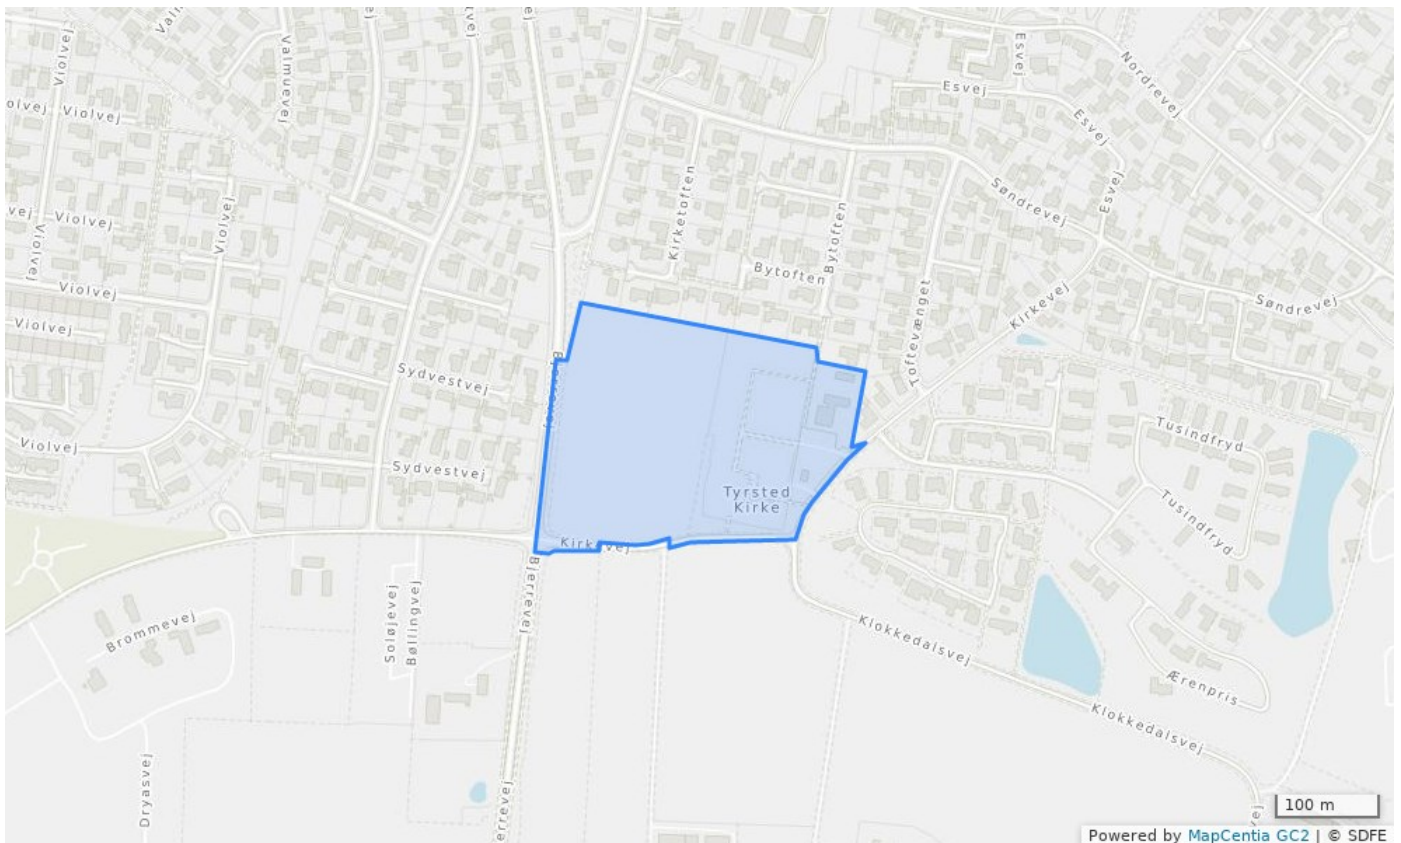 Violvej
Valmuevej
Esvej
Nordrevej
Esvej
Violvej
Esvej
Kirketoften
Søndrevej
Esvej
Violvej
Violvej
Violvej
Bytoften
Bytoften
Violvej
Toftevænget
Kirkevej
Søndrevej
Violvej
Sydvestvej
Violvej
Sydvestvej
Tusindfryd
Tyrsted
Kirke
Tusindfryd
Kirkevej
Bjerrevej
Soløjevej
Bøllingvej
Brommevej
Klokkedalsvej
Ærenpris
Klokkedalsvej
Dryasvej
100 m
Powered by MapCentia GC2 | © SDFE